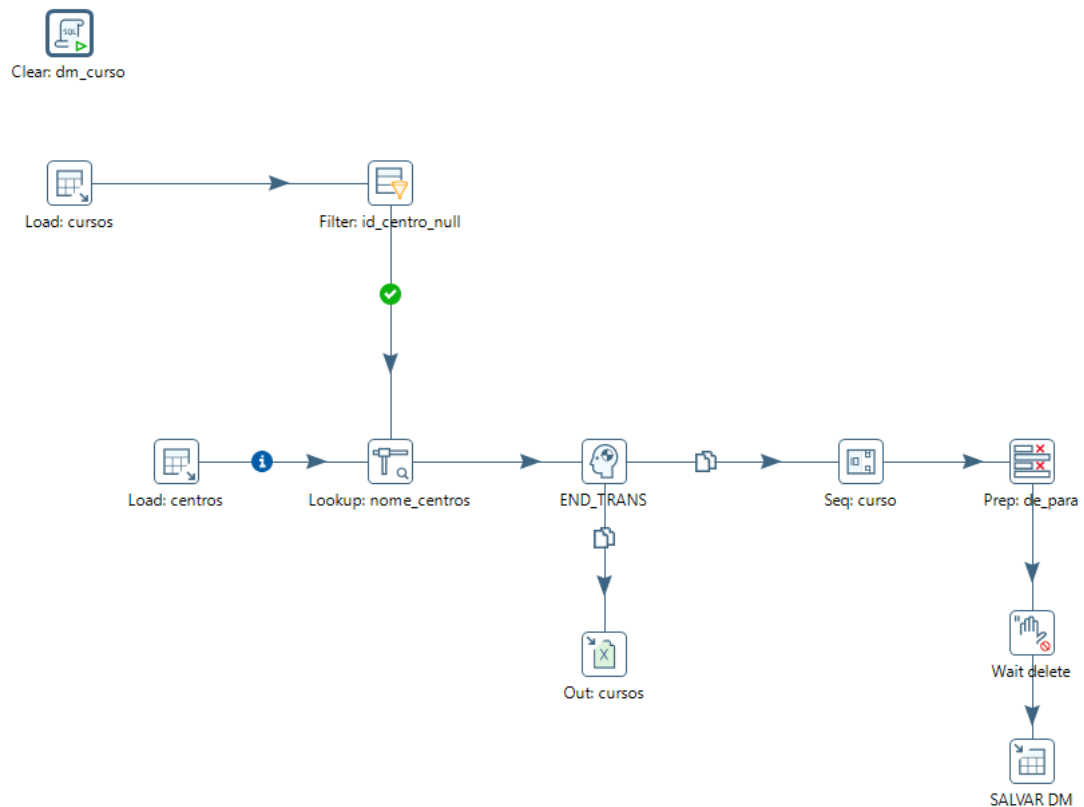 SQL
Clear: dm_curso
Load: cursos
Filter: id_centro_null
Load: centros
Lookup: nome_centros
END_TRANS
Seq: curso
Prep: de_para
X
Out: cursos
Wait delete
SALVAR DM